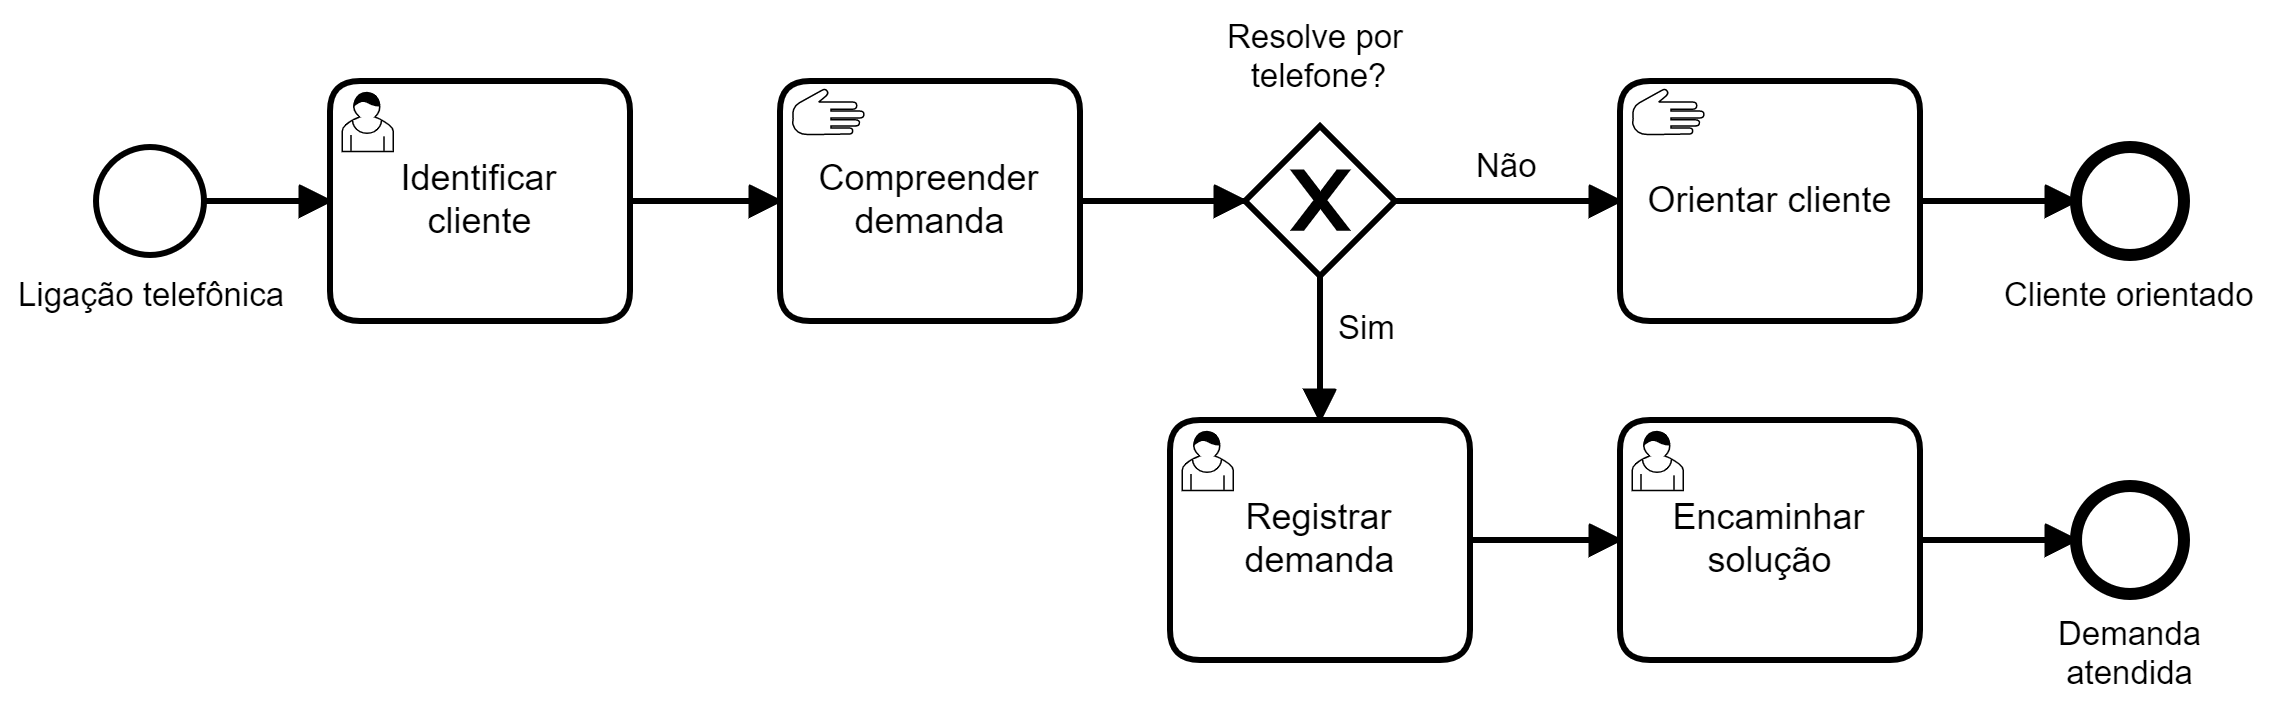 Resolve por
telefone?
Identificar
cliente
Compreender
demanda
Não
Orientar cliente
Ligação telefônica
Cliente orientado
Sim
Registrar
demanda
Encaminhar
solução
Demanda
atendida